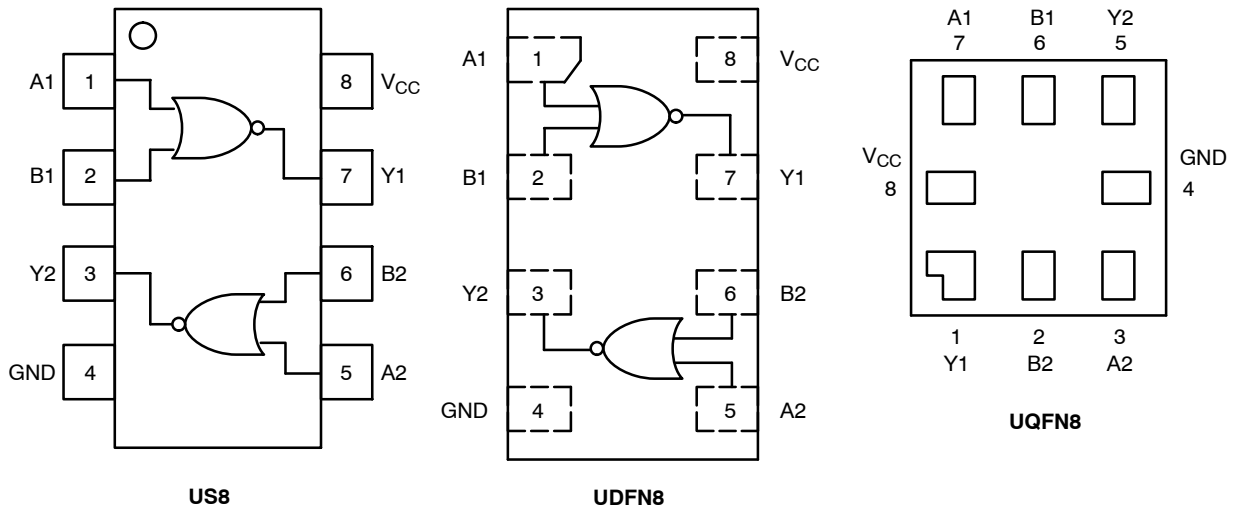 A1 1 8 VCC
B1 2 7 Y1
Y2 3 6 B2
GND 4 5 A2
US8
A1 1 8 VCC
B1 2 7 Y1
Y2 3 6 B2
GND 4 5 A2
UDFN8
A1 B1 Y2
7 6 5
VCC GND
8 4
1 2 3
Y1 B2 A2
UQFN8